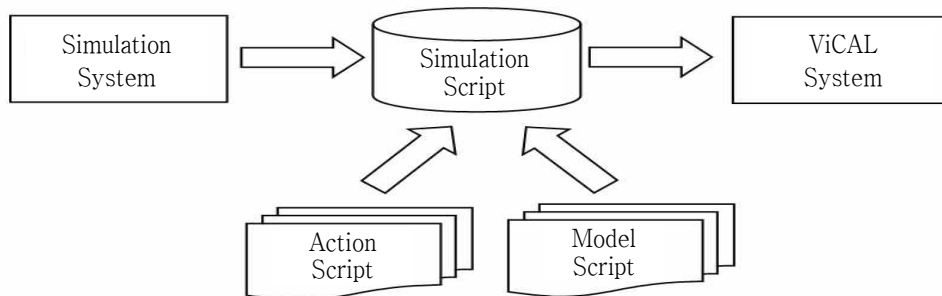 Simulation
System
Simulation
Script
ViCAL
System
Action
Script
Model
Script